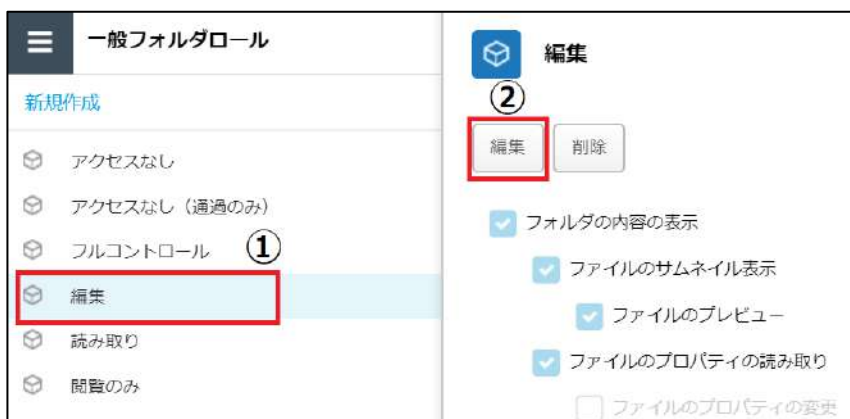 一般フォルダロール
新規作成
アクセスなし
アクセスなし（通過のみ）
フルコントロール
①
編集
読み取り
閲覧のみ
編集
②
編集
削除
フォルダの内容の表示
ファイルのサムネイル表示
ファイルのプレビュー
ファイルのプロパティの読み取り
ファイルのプロパティの変更